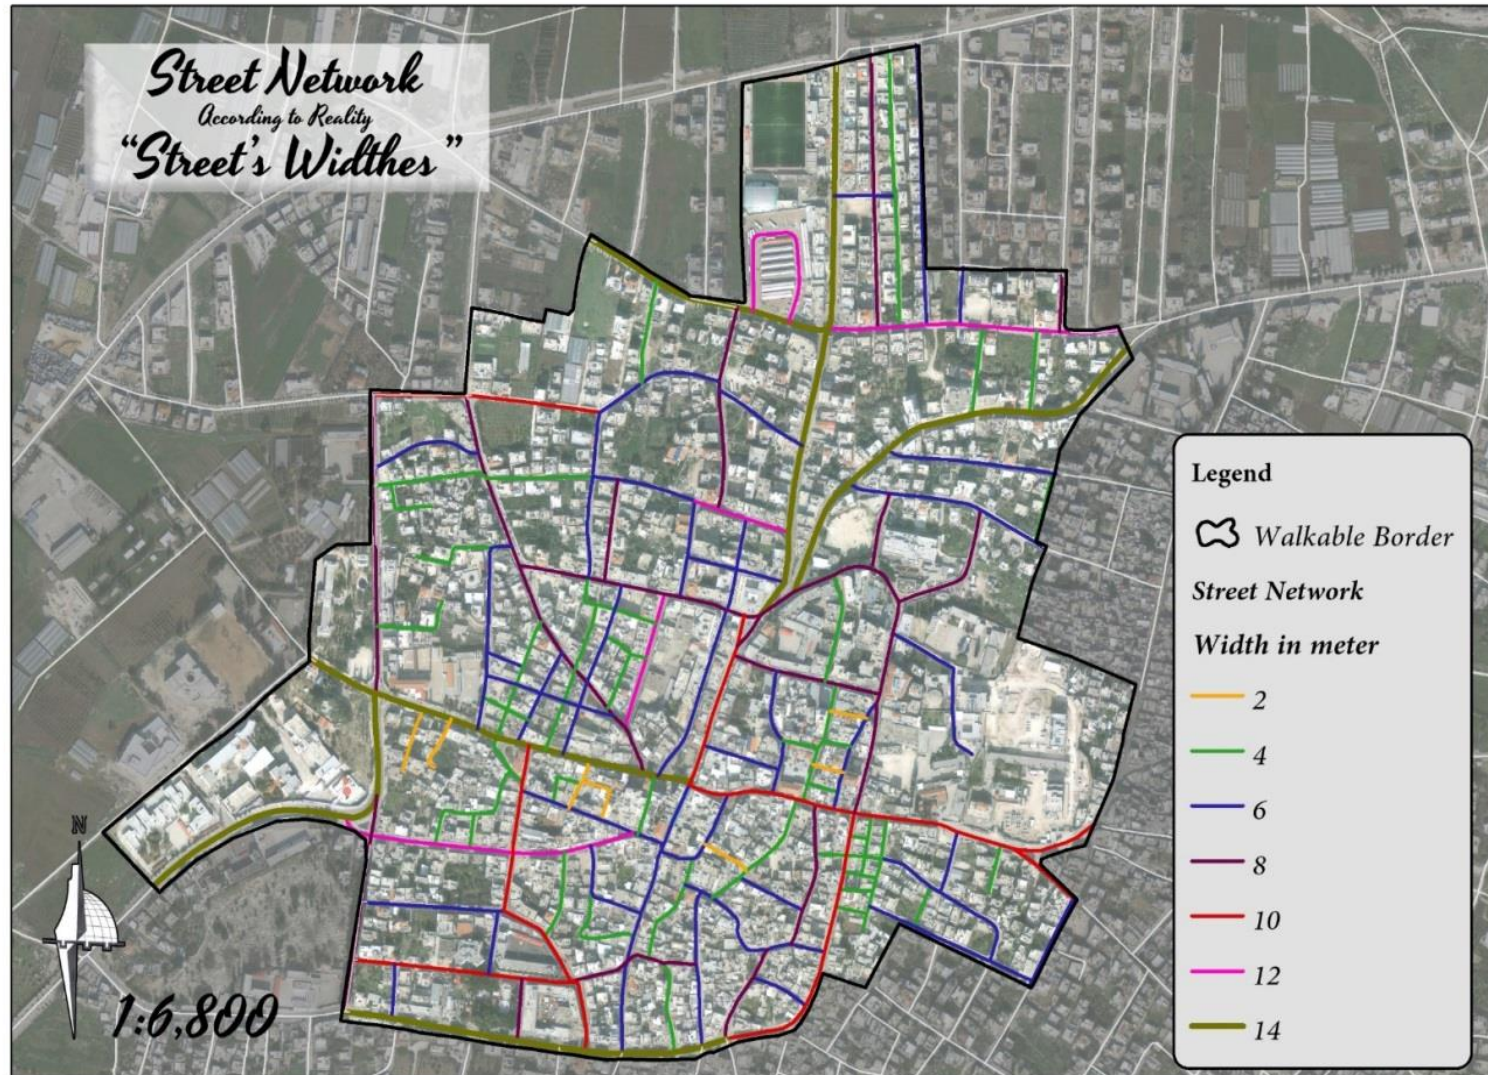 Street Network
According to Reality
“Street's Widthes”
Legend
Walkable Border
Street Network
Width in meter
2
4
6
8
10
12
14
N
1:6,800